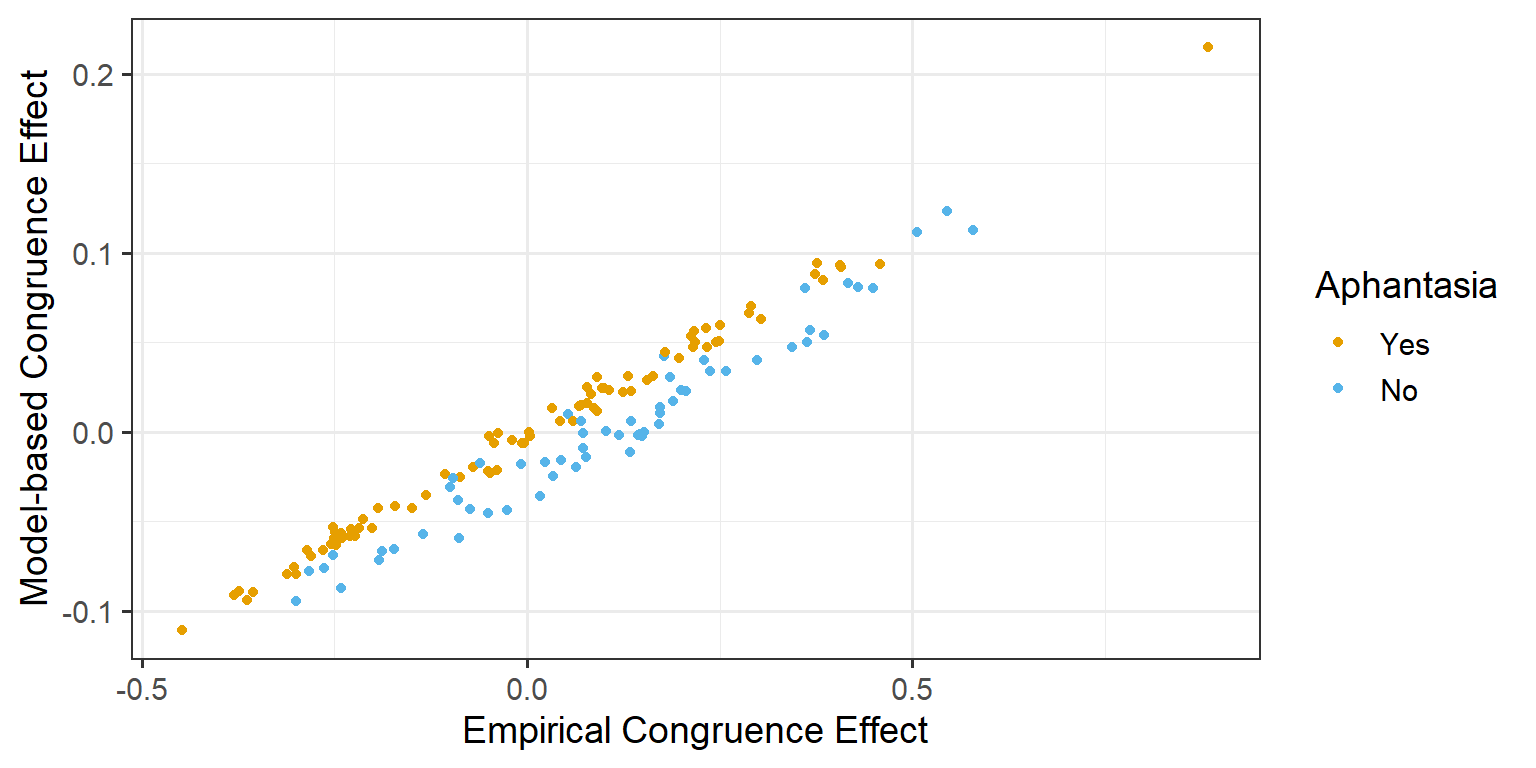 Model-based Congruence Effect
0.2
0.1
0.0
-0.1
-0.5
0.0
0.5
Empirical Congruence Effect
Aphantasia
Yes
No